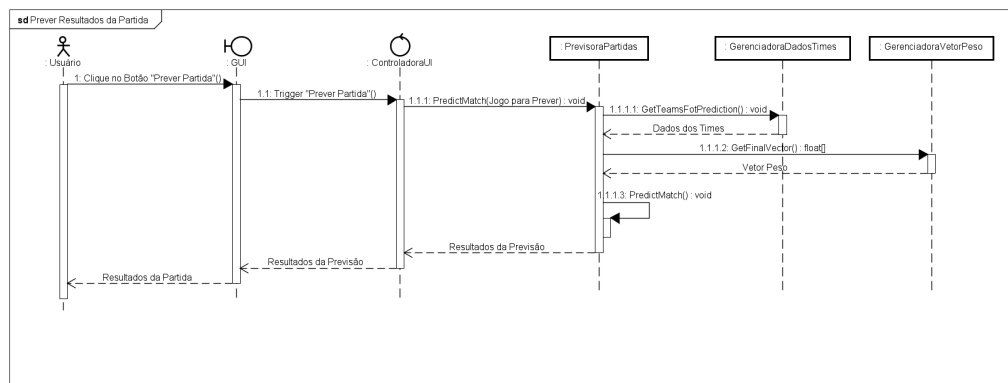 sd Prever Resultados da Partida
: Usuário
: GUI
: ControladoraUI
: PrevisoraPartidas
: GerenciadoraDadosTimes
: GerenciadoraVetorPeso
1: Clique no Botão "Prever Partida"()
1.1: Trigger "Prever Partida"()
1.1.1: PredictMatch(Jogo para Prever) : void
1.1.1.1: GetTeamsFotPrediction() : void
Dados dos Times
1.1.1.2: GetFinalVector() : float[]
Vetor Peso
1.1.1.3: PredictMatch() : void
Resultados da Previsão
Resultados da Previsão
Resultados da Partida